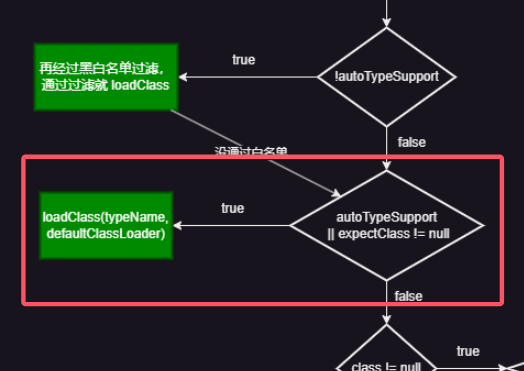 true
再经过黑白名单过滤，
通过过滤就 loadClass
!autoTypeSupport
false
没通过白名单
true
loadClass(typeName,
defaultClassLoader)
autoTypeSupport
|| expectClass != null
false
true
class != null